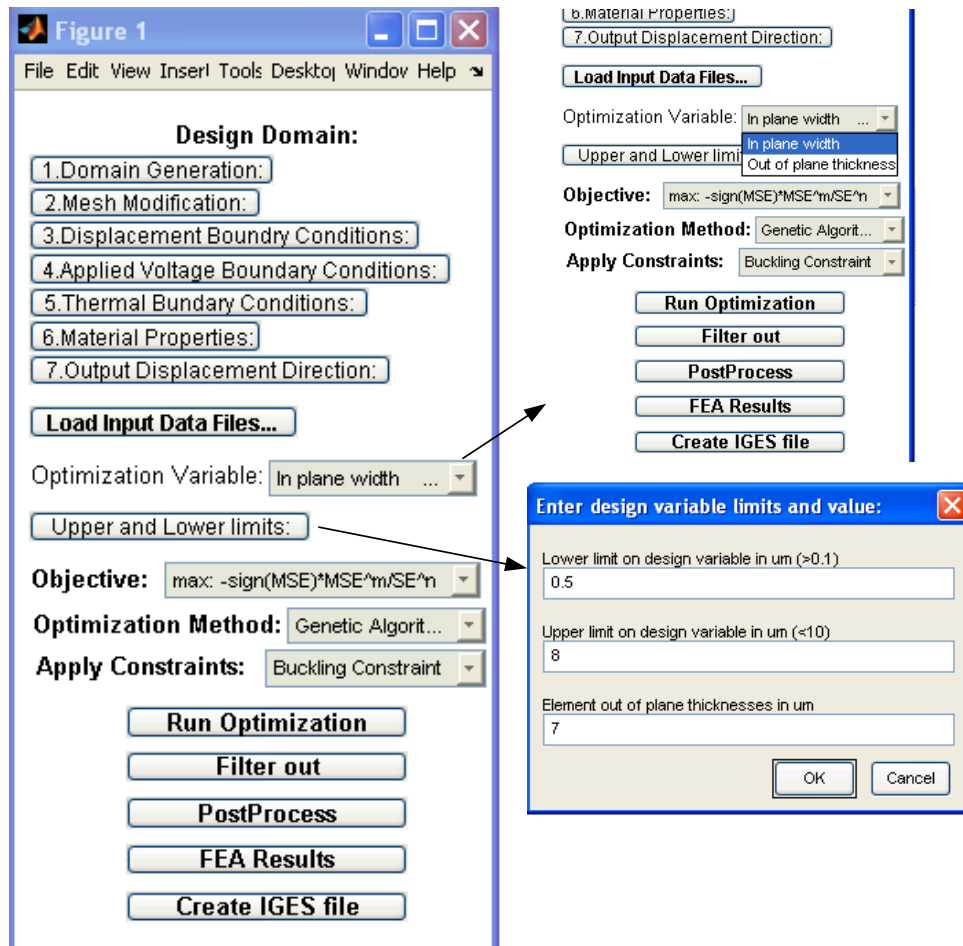 Figure 1
File Edit View Inser Tools Desktop Window Help
Design Domain:
1.Domain Generation:
2.Mesh Modification:
3.Displacement Boundry Conditions:
4.Applied Voltage Boundary Conditions:
5.Thermal Bundary Conditions:
6.Material Properties:
7.Output Displacement Direction:
Load Input Data Files...
Optimization Variable: In plane width ...
Upper and Lower limits:
Objective: max: -sign(MSE)*MSE^m/SE^n
Optimization Method: Genetic Algorit...
Apply Constraints: Buckling Constraint
Run Optimization
Filter out
PostProcess
FEA Results
Create IGES file
6.Material Properties:
7.Output Displacement Direction:
Load Input Data Files...
Optimization Variable: In plane width ...
In plane width
Out of plane thickness
Upper and Lower limi
Objective: max: -sign(MSE)*MSE^m/SE^n
Optimization Method: Genetic Algorit...
Apply Constraints: Buckling Constraint
Run Optimization
Filter out
PostProcess
FEA Results
Create IGES file
Enter design variable limits and value:
Lower limit on design variable in um (>0.1)
0.5
Upper limit on design variable in um (<10)
8
Element out of plane thicknesses in um
7
OK Cancel